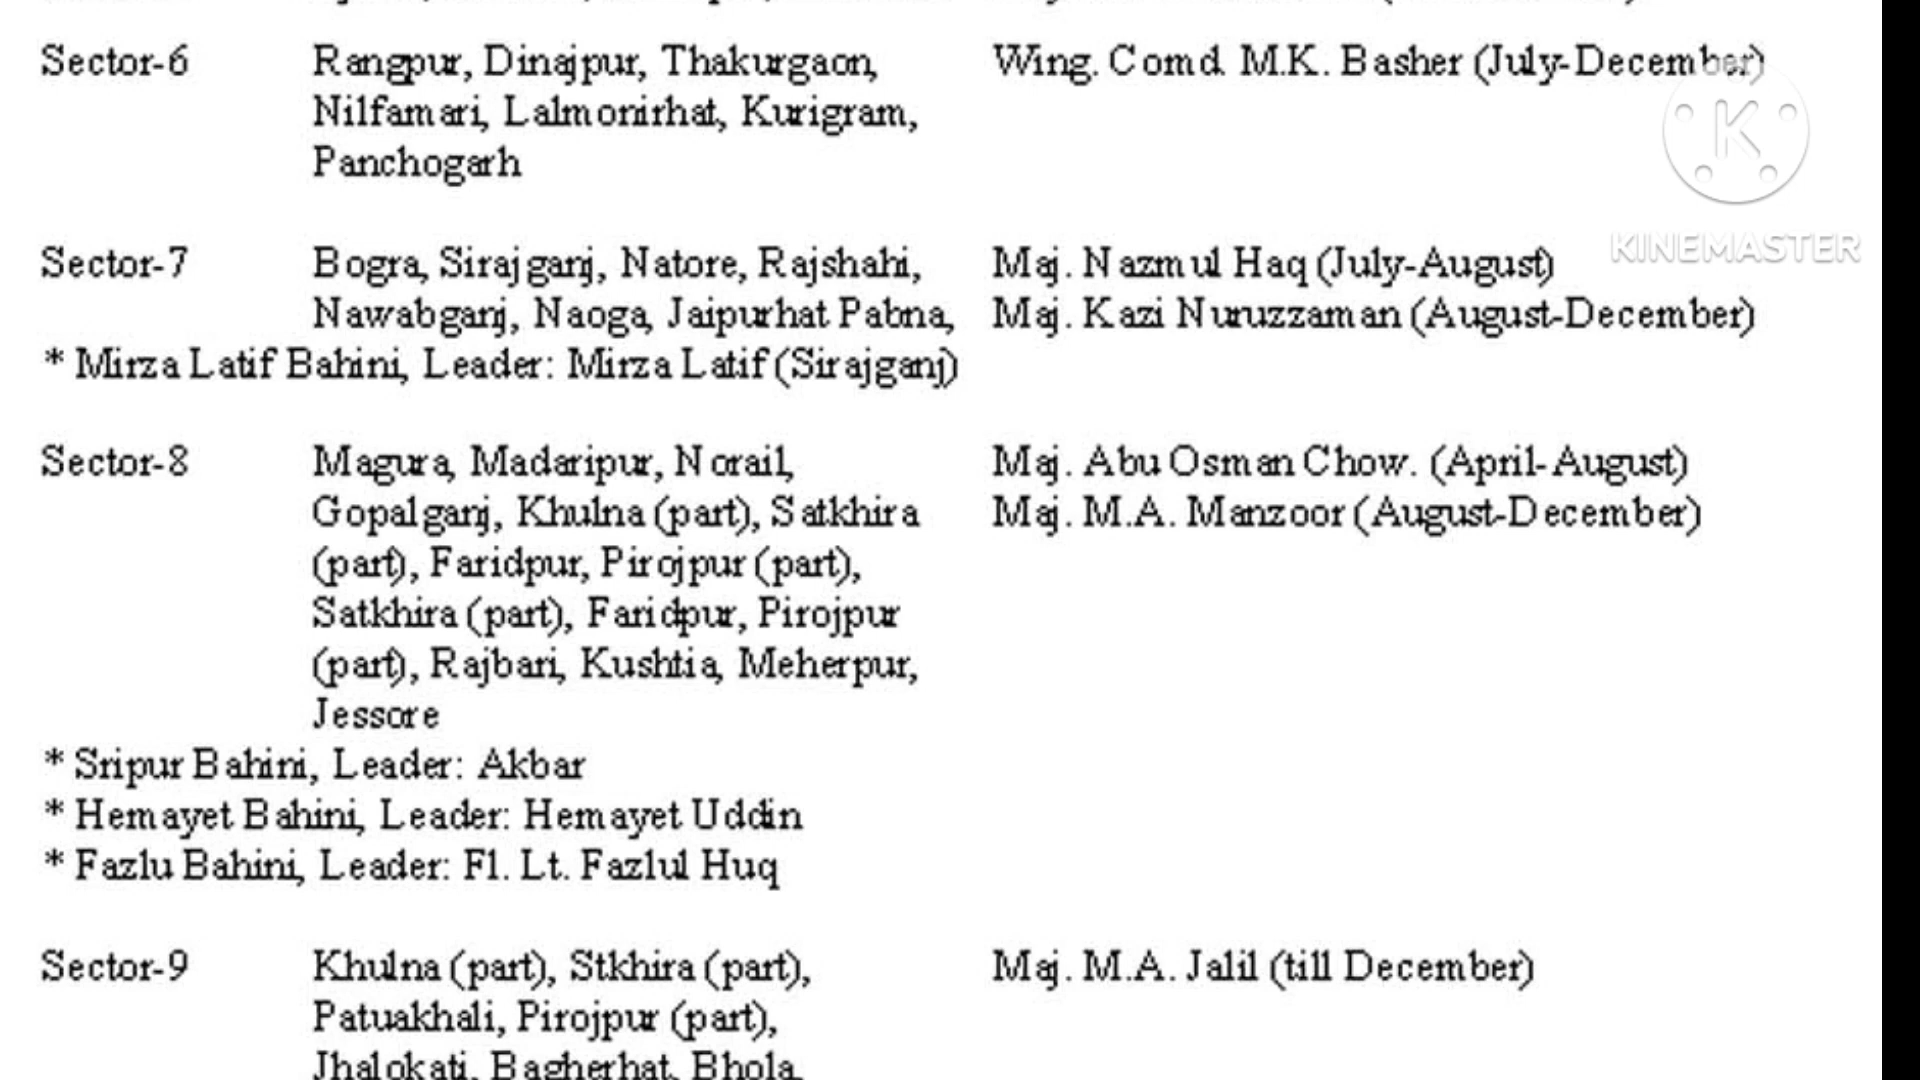 Sector-6 Rangpur, Dinajpur, Thakurgaon, Wing. Comd. M.K. Basher (July-December)
Nilfamari, Lalmonirhat, Kurigram,
Panchogarh
KINEMASTER
Sector-7 Bogra, Sirajganj, Natore, Rajshahi, Maj. Nazmul Haq (July-August)
Nawabganj, Naoga, Jaipurhat Pabna, Maj. Kazi Nuruzzaman (August-December)
* Mirza Latif Bahini, Leader: Mirza Latif (Sirajganj)
Sector-8 Magura, Madaripur, Norail, Maj. Abu Osman Chow. (April-August)
Gopalganj, Khulna (part), Satkhira Maj. M.A. Manzoor (August-December)
(part), Faridpur, Pirojpur (part),
Satkhira (part), Faridpur, Pirojpur
(part), Rajbari, Kushtia, Meherpur,
Jessore
* Sripur Bahini, Leader: Akbar
* Hemayet Bahini, Leader: Hemayet Uddin
* Fazlu Bahini, Leader: Fl. Lt. Fazlul Huq
Sector-9 Khulna (part), Stkhira (part), Maj. M.A. Jalil (till December)
Patuakhali, Pirojpur (part),
Jhalokati, Bagherhat, Bhola,